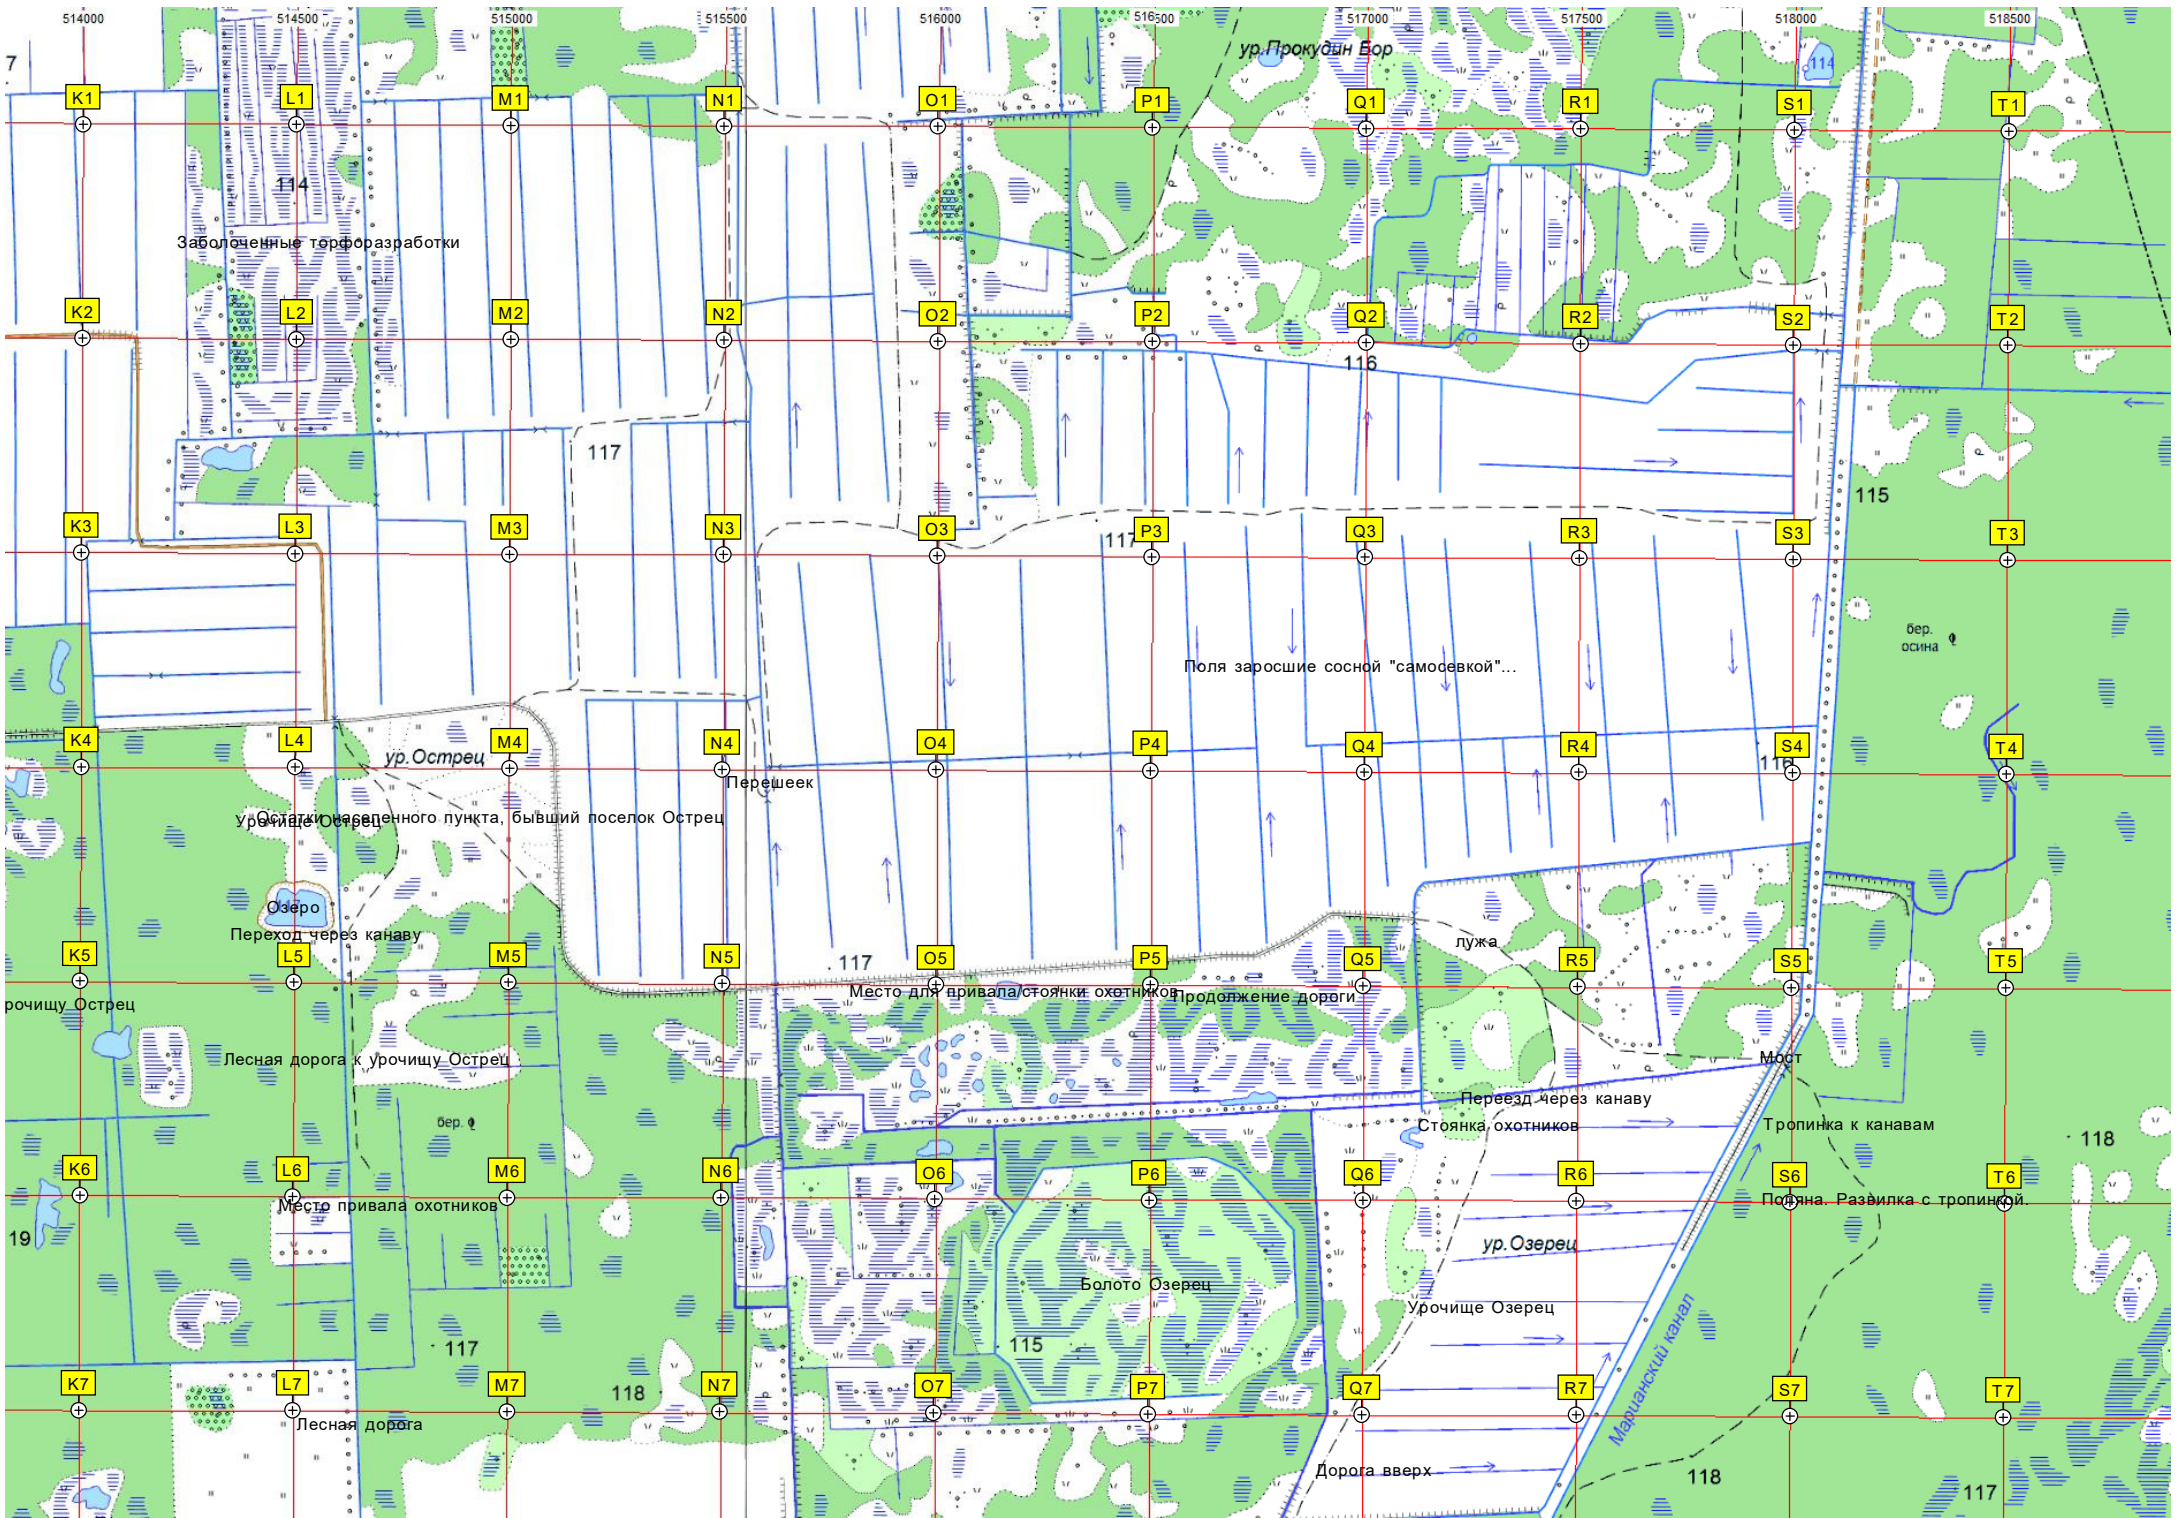 514000 514500 515000 515500 516000 516500 517000 517500 518000 518500
ур.Прокудин Бор
7
114
K1 L1 M1 N1 O1 P1 Q1 R1 S1 T1
114
Заболоченные торфоразработки
K2 L2 M2 N2 O2 P2 Q2 R2 S2 T2
116
117
115
K3 L3 M3 N3 O3 P3 Q3 R3 S3 T3
117
бер.
осина
Поля заросшие сосной "самосевкой"...
K4 L4 M4 N4 O4 P4 Q4 R4 S4 T4
ур.Острец
116
Перешеек
Остатки населенного пункта, бывший поселок Острец
Урочище Острец
Озеро
Переход через канаву
лужа
K5 L5 M5 N5 O5 P5 Q5 R5 S5 T5
117
Место для привала/стоянки охотников
Продолжение дороги
рочищу Острец
Лесная дорога к урочищу Острец
Мост
Переезд через канаву
бер.
Стоянка охотников
Тропинка к канавам
118
K6 L6 M6 N6 O6 P6 Q6 R6 S6 T6
Место привала охотников
Поляна. Развилка с тропинкой.
19
ур.Озерец
Болото Озерец
Урочище Озерец
117
115
Марианский канал
K7 L7 M7 N7 O7 P7 Q7 R7 S7 T7
118
Лесная дорога
Дорога вверх
118
117